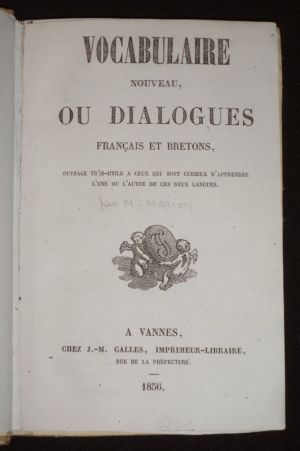 VOCABULAIRE
NOUVEAU,
OU DIALOGUES
FRANÇAIS ET BRETONS,
OUVRAGE TRÈS-UTILE A CEUX QUI SONT CURIEUX D'APPRENDRE
L'UNE OU L'AUTRE DE CES DEUX LANGUES.
par M. Marion
A VANNES,
CHEZ J.-M. GALLES, IMPRIMEUR-LIBRAIRE,
RUE DE LA PRÉFECTURE.
1856.